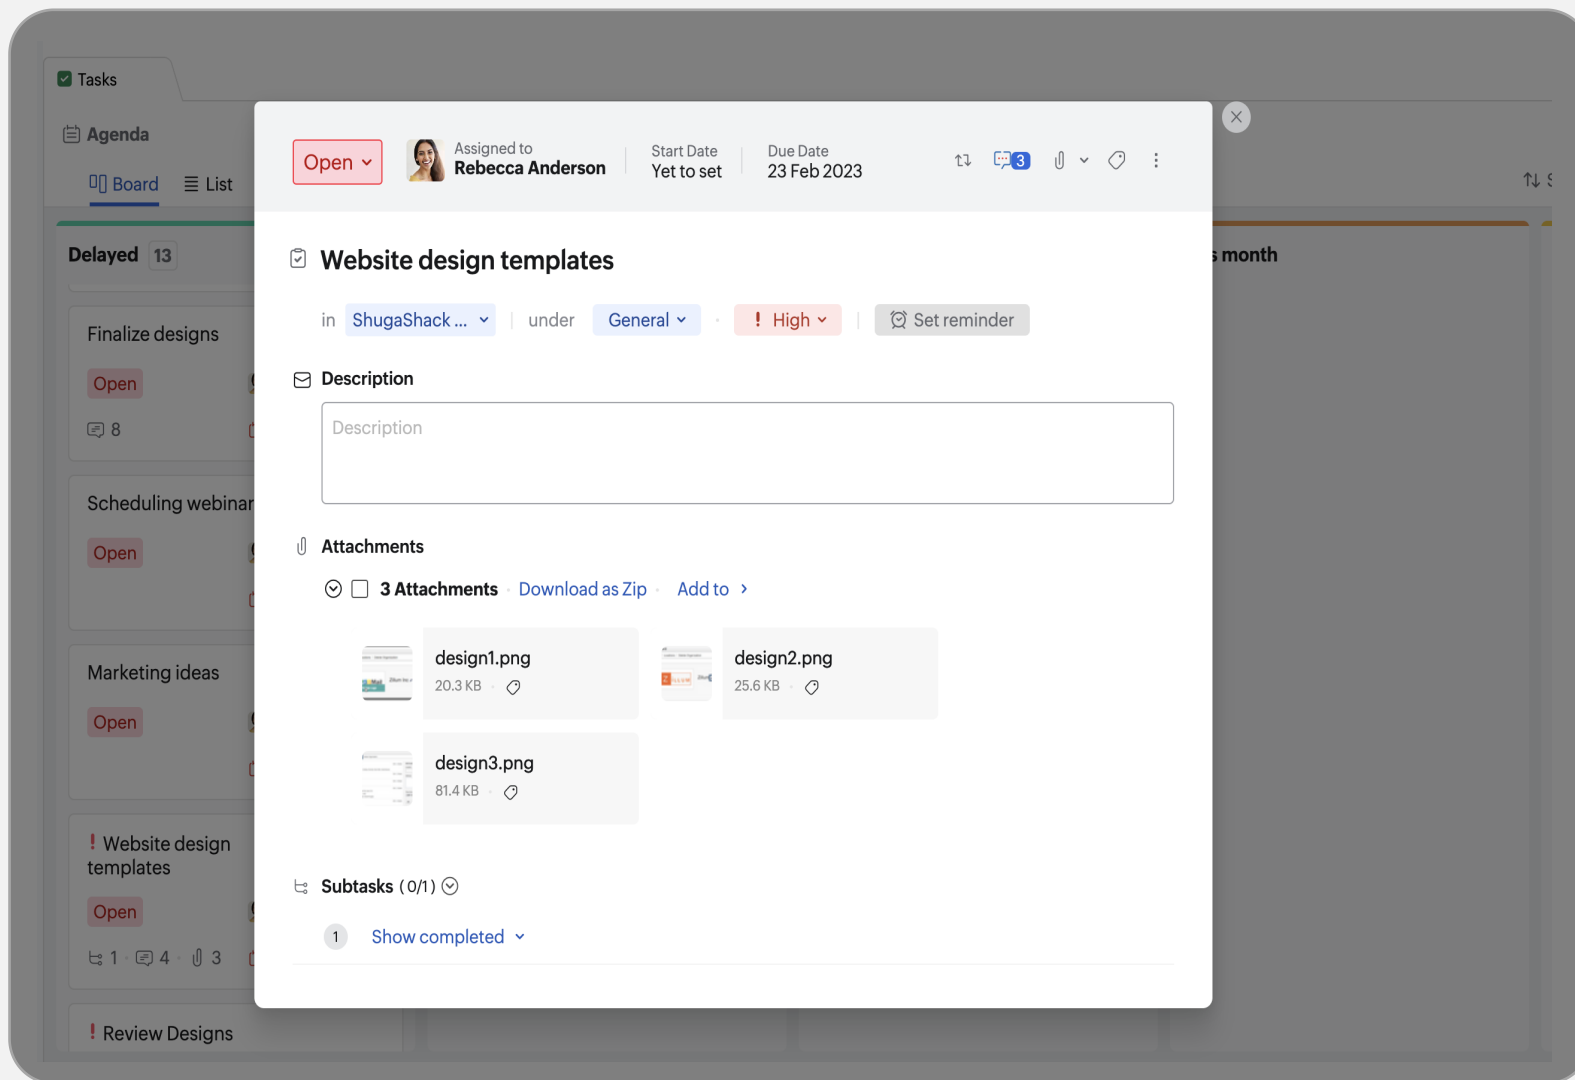 Tasks
Agenda
Board
List
Delayed 13
Finalize designs
Open
8
Scheduling webinar
Open
Marketing ideas
Open
! Website design
templates
Open
1 · 4 · 3
! Review Designs
month
Open
Assigned to
Rebecca Anderson
Start Date
Yet to set
Due Date
23 Feb 2023
3
Website design templates
in ShugaShack ... under General · ! High Set reminder
Description
Description
Attachments
3 Attachments · Download as Zip · Add to
design1.png
20.3 KB
design2.png
25.6 KB
design3.png
81.4 KB
Subtasks ( 0/1 )
1 Show completed